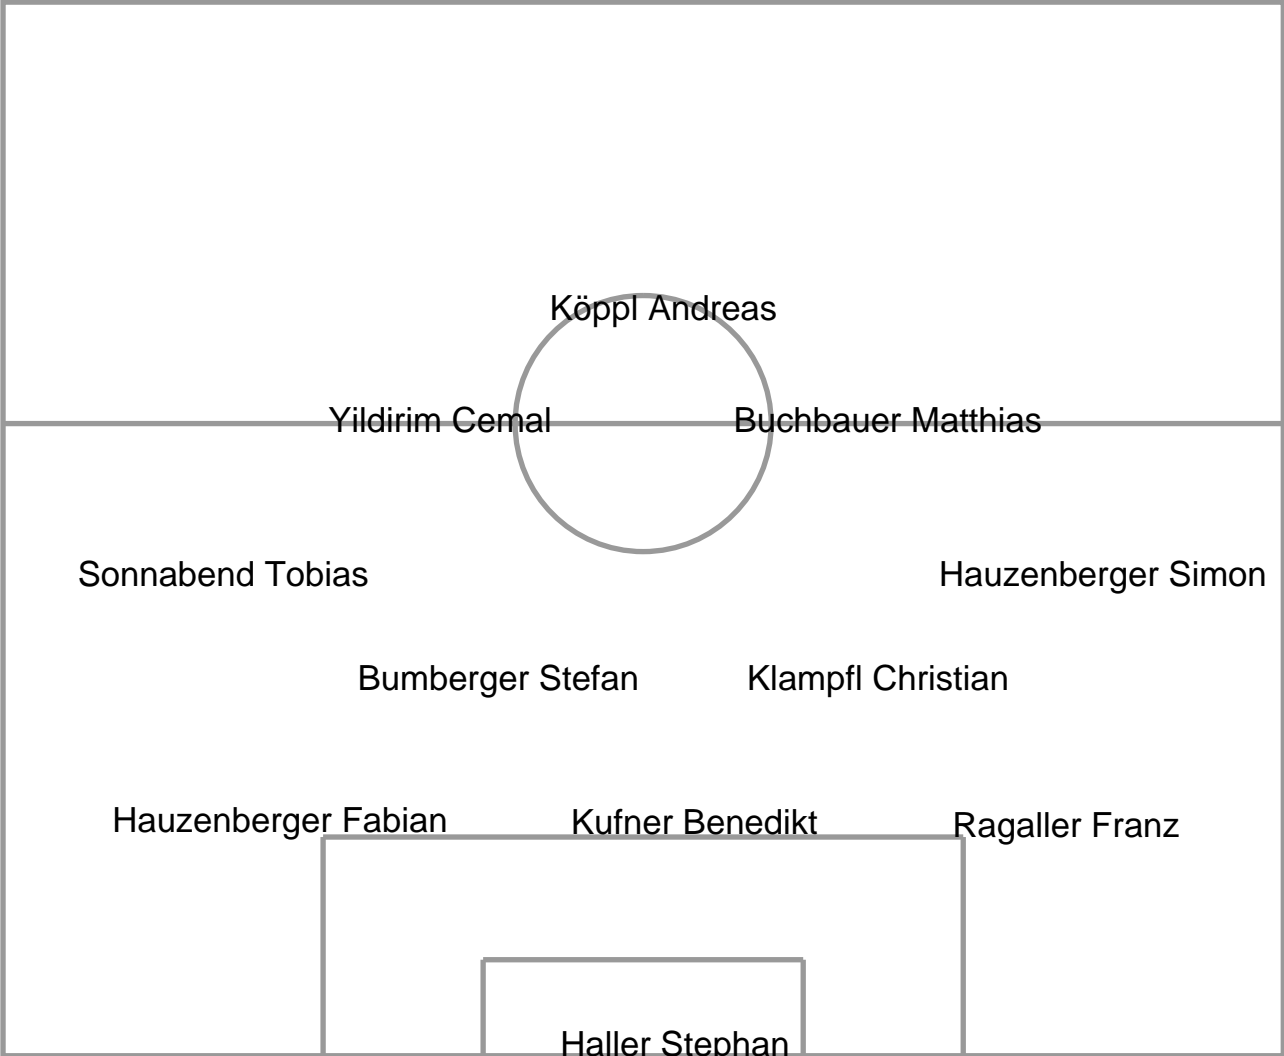 Köppl Andreas
Yildirim Cemal
Buchbauer Matthias
Sonnabend Tobias
Hauzenberger Simon
Bumberger Stefan
Klampfl Christian
Hauzenberger Fabian
Kufner Benedikt
Ragaller Franz
Haller Stephan